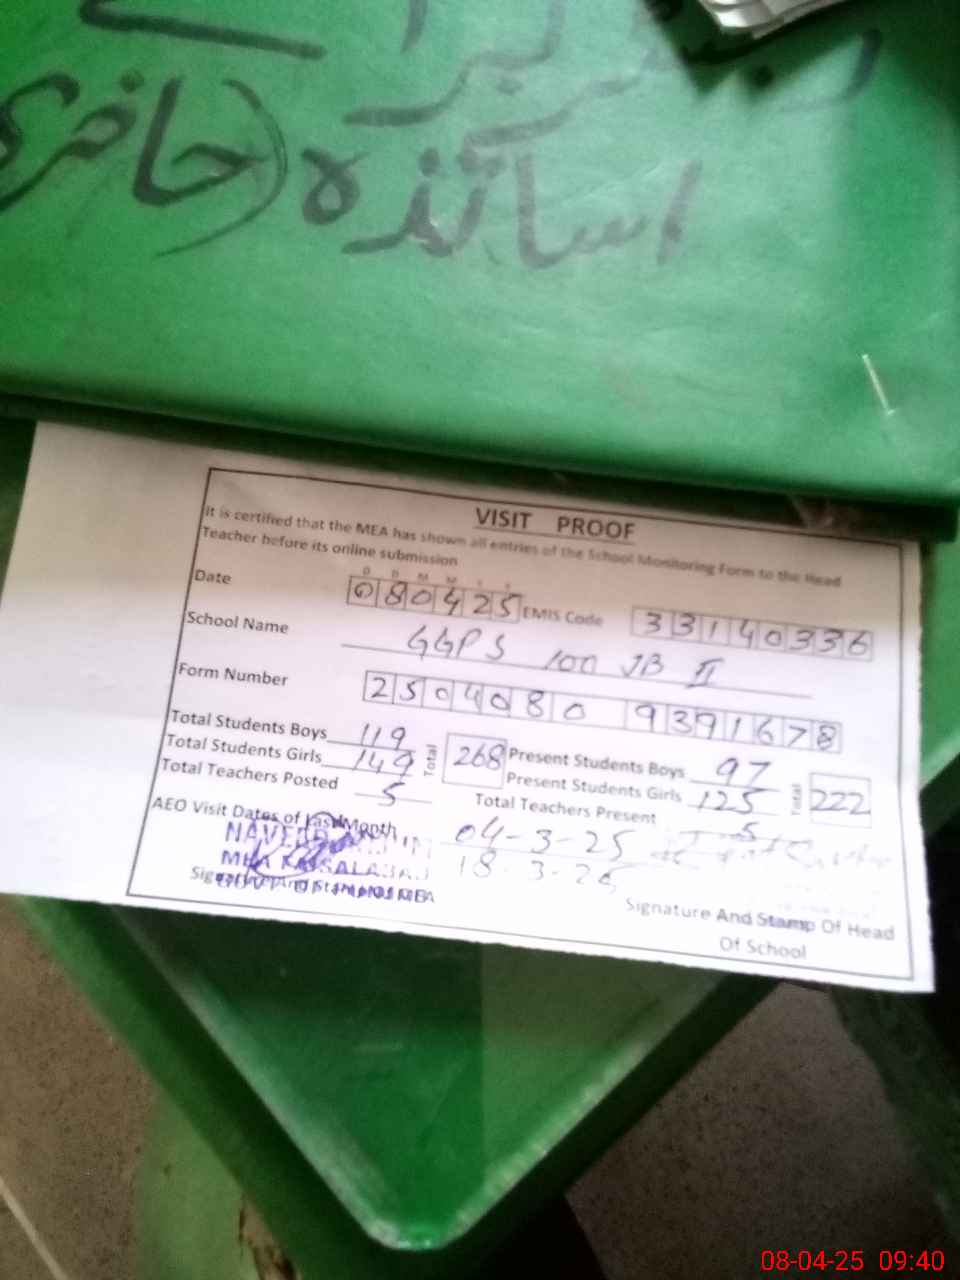 اساتذہ (حاضری
VISIT PROOF
It is certified that the MEA has shown all entries of the School Monitoring Form to the Head
Teacher before its online submission
D D M M Y Y
Date 080425 EMIS Code 33140336
School Name GGPS 100 JB II
Form Number 2504080 9391678
Total Students Boys 119 Total 268 Present Students Boys 97 Total 222
Total Students Girls 149 Present Students Girls 125
Total Teachers Posted 5 Total Teachers Present 5
AEO Visit Dates of Last Month 04-3-25
18-3-25
NAVEED
MEA FAISALABAD
Signature And Stamp Of MEA
Signature And Stamp Of Head
Of School
08-04-25 09:40